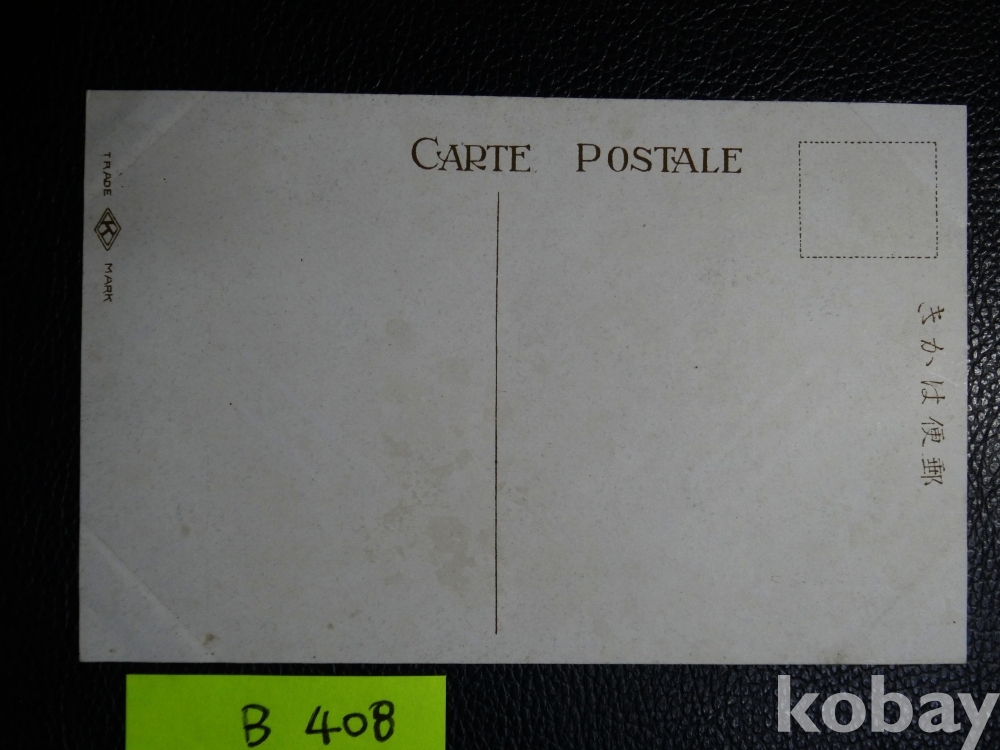 CARTE POSTALE
TRADE K MARK
きかは便郵
B 408
kobay